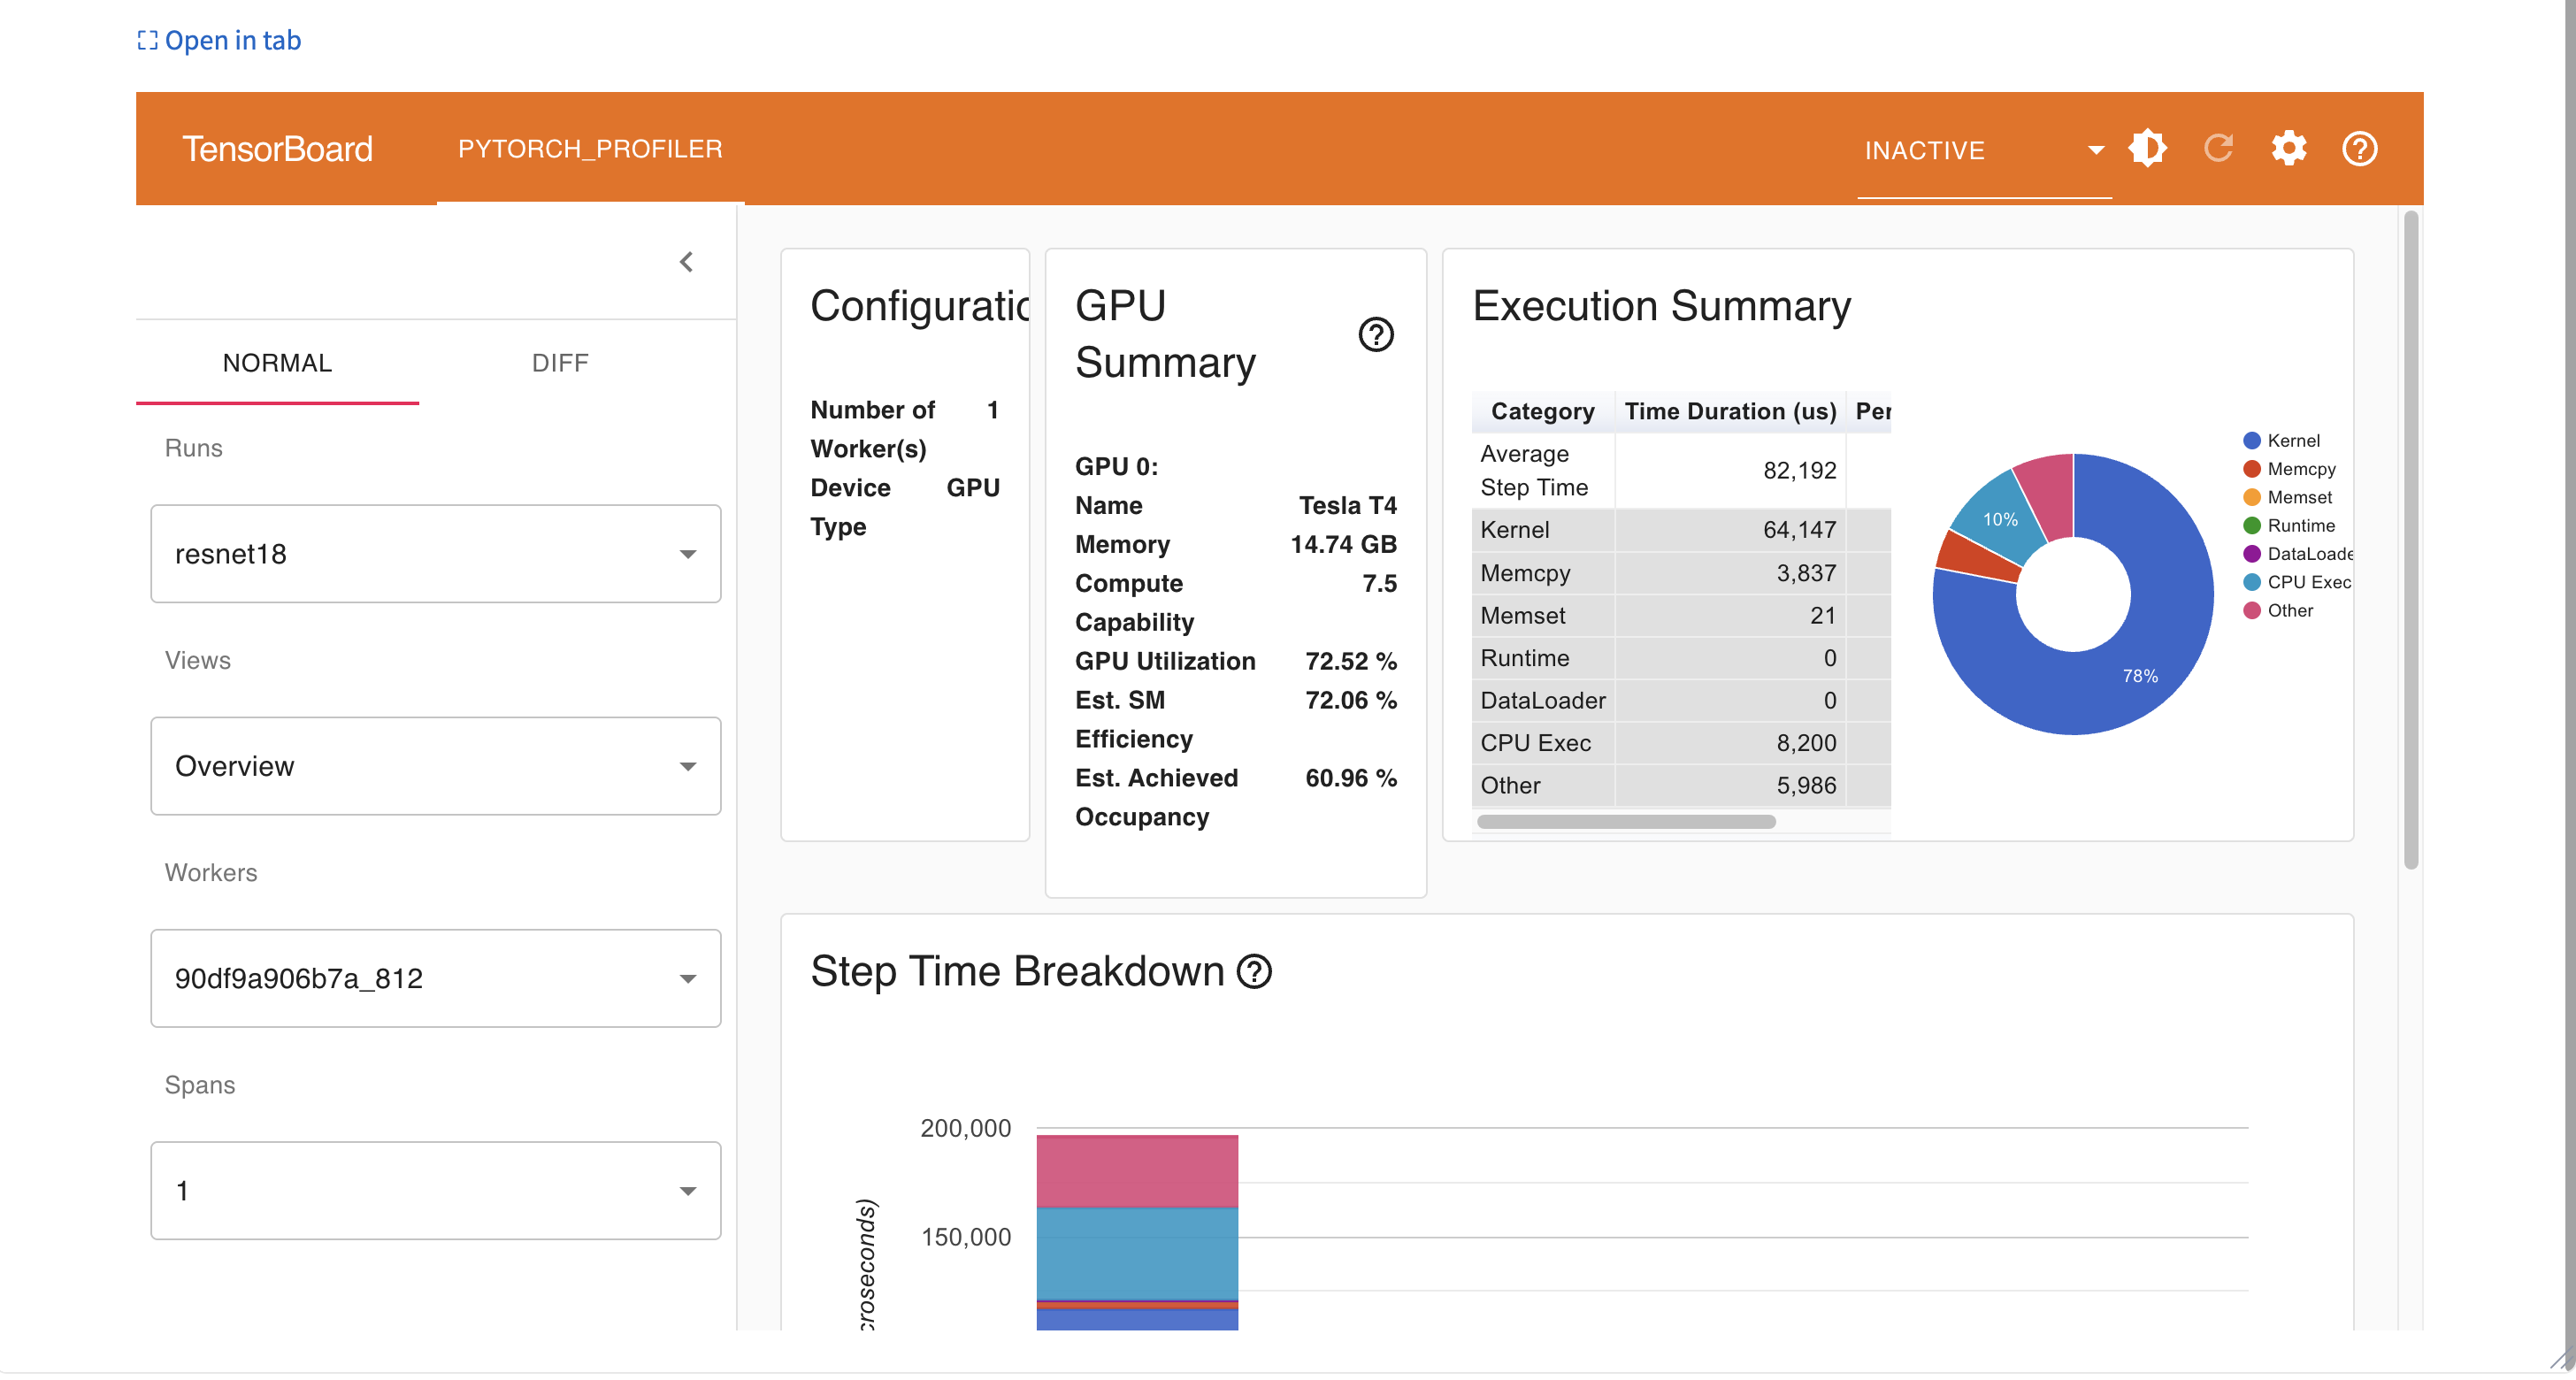 Open in tab
TensorBoard
PYTORCH_PROFILER
INACTIVE
NORMAL
DIFF
Runs
resnet18
Views
Overview
Workers
90df9a906b7a_812
Spans
1
Configuratio
Number of Worker(s) 1
Device Type GPU
GPU
Summary
GPU 0:
Name Tesla T4
Memory 14.74 GB
Compute Capability 7.5
GPU Utilization 72.52 %
Est. SM Efficiency 72.06 %
Est. Achieved Occupancy 60.96 %
Execution Summary
Category Time Duration (us) Per
Average Step Time 82,192
Kernel 64,147
Memcpy 3,837
Memset 21
Runtime 0
DataLoader 0
CPU Exec 8,200
Other 5,986
10%
78%
Kernel
Memcpy
Memset
Runtime
DataLoade
CPU Exec
Other
Step Time Breakdown
200,000
150,000
croseconds)